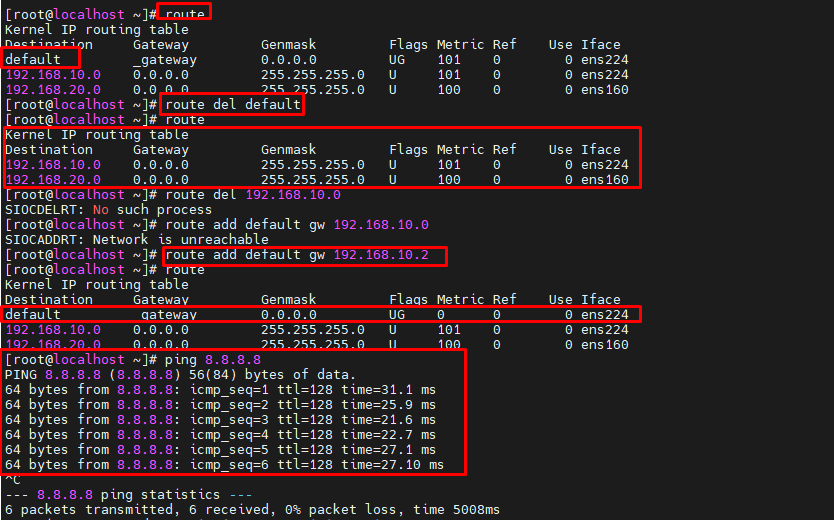 [root@localhost ~]# route
Kernel IP routing table
Destination     Gateway         Genmask         Flags Metric Ref    Use Iface
default         _gateway        0.0.0.0         UG    101    0        0 ens224
192.168.10.0    0.0.0.0         255.255.255.0   U     101    0        0 ens224
192.168.20.0    0.0.0.0         255.255.255.0   U     100    0        0 ens160
[root@localhost ~]# route del default
[root@localhost ~]# route
Kernel IP routing table
Destination     Gateway         Genmask         Flags Metric Ref    Use Iface
192.168.10.0    0.0.0.0         255.255.255.0   U     101    0        0 ens224
192.168.20.0    0.0.0.0         255.255.255.0   U     100    0        0 ens160
[root@localhost ~]# route del 192.168.10.0
SIOCDELRT: No such process
[root@localhost ~]# route add default gw 192.168.10.0
SIOCADDRT: Network is unreachable
[root@localhost ~]# route add default gw 192.168.10.2
[root@localhost ~]# route
Kernel IP routing table
Destination     Gateway         Genmask         Flags Metric Ref    Use Iface
default         _gateway        0.0.0.0         UG    0      0        0 ens224
192.168.10.0    0.0.0.0         255.255.255.0   U     101    0        0 ens224
192.168.20.0    0.0.0.0         255.255.255.0   U     100    0        0 ens160
[root@localhost ~]# ping 8.8.8.8
PING 8.8.8.8 (8.8.8.8) 56(84) bytes of data.
64 bytes from 8.8.8.8: icmp_seq=1 ttl=128 time=31.1 ms
64 bytes from 8.8.8.8: icmp_seq=2 ttl=128 time=25.9 ms
64 bytes from 8.8.8.8: icmp_seq=3 ttl=128 time=21.6 ms
64 bytes from 8.8.8.8: icmp_seq=4 ttl=128 time=22.7 ms
64 bytes from 8.8.8.8: icmp_seq=5 ttl=128 time=27.1 ms
64 bytes from 8.8.8.8: icmp_seq=6 ttl=128 time=27.10 ms
^C
--- 8.8.8.8 ping statistics ---
6 packets transmitted, 6 received, 0% packet loss, time 5008ms